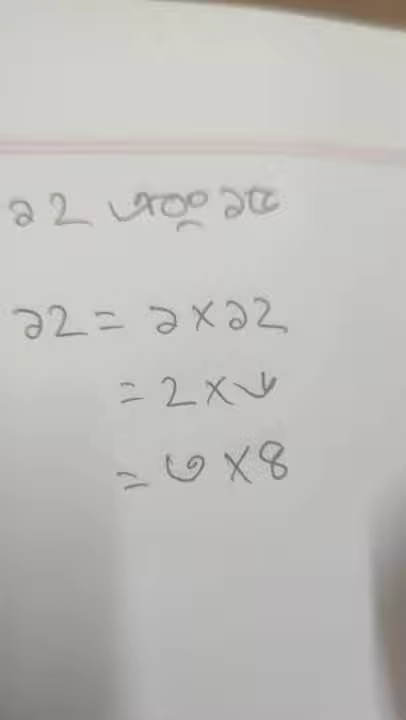 ১২
১২ = ১ × ১২
= ২ × ৬
= ৩ × ৪